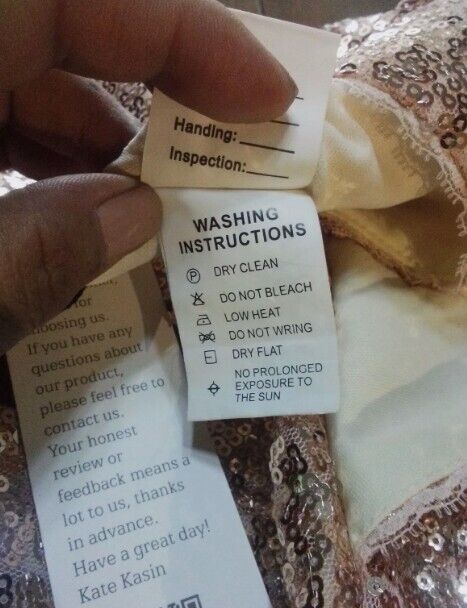 Handing:
Inspection:
WASHING
INSTRUCTIONS
P DRY CLEAN
DO NOT BLEACH
LOW HEAT
DO NOT WRING
DRY FLAT
NO PROLONGED
EXPOSURE TO
THE SUN
for
us.
If you have any
questions about
our product,
please feel free to
contact us.
Your honest
review or
feedback means a
lot to us, thanks
in advance.
Have a great day!
Kate Kasin